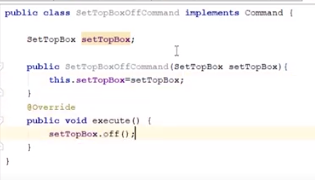 public class SetTopBoxOffCommand implements Command {
SetTopBox setTopBox;
public SetTopBoxOffCommand(SetTopBox setTopBox){
this.setTopBox=setTopBox;
}
@Override
public void execute() {
setTopBox.off();
}
}